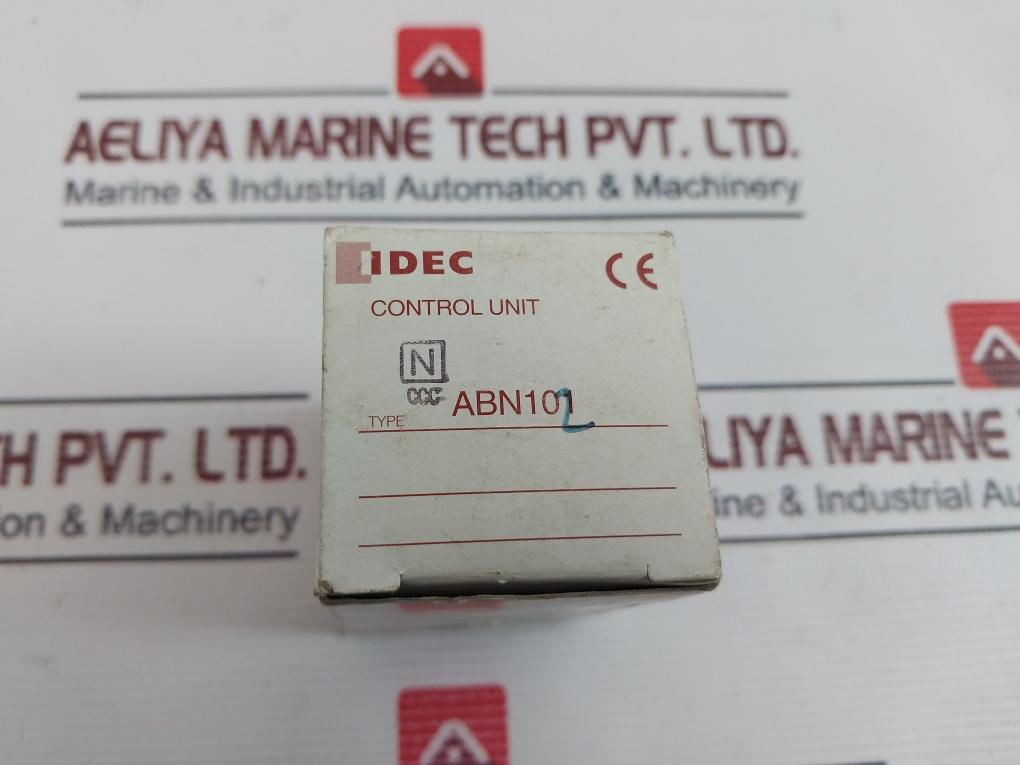 AELIYA MARINE TECH PVT. LTD.
Marine & Industrial Automation & Machinery
IDEC
CE
CONTROL UNIT
N
CCC
TYPE ABN101
2
H PVT. LTD.
on & Machinery
LIYA MARINE
ine & Industrial Au